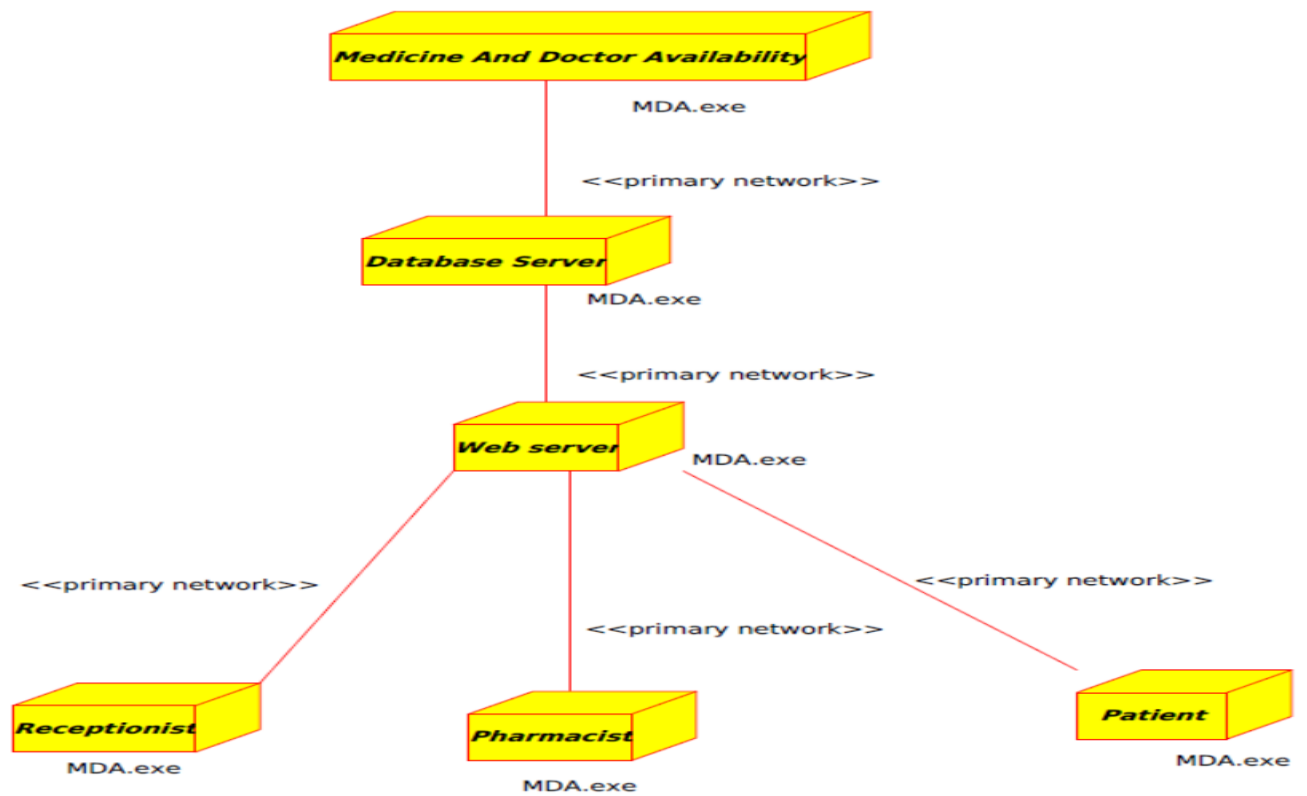 Medicine And Doctor Availability
MDA.exe
<<primary network>>
Database Server
MDA.exe
<<primary network>>
Web server
MDA.exe
<<primary network>>
<<primary network>>
<<primary network>>
Receptionist
Pharmacist
Patient
MDA.exe
MDA.exe
MDA.exe